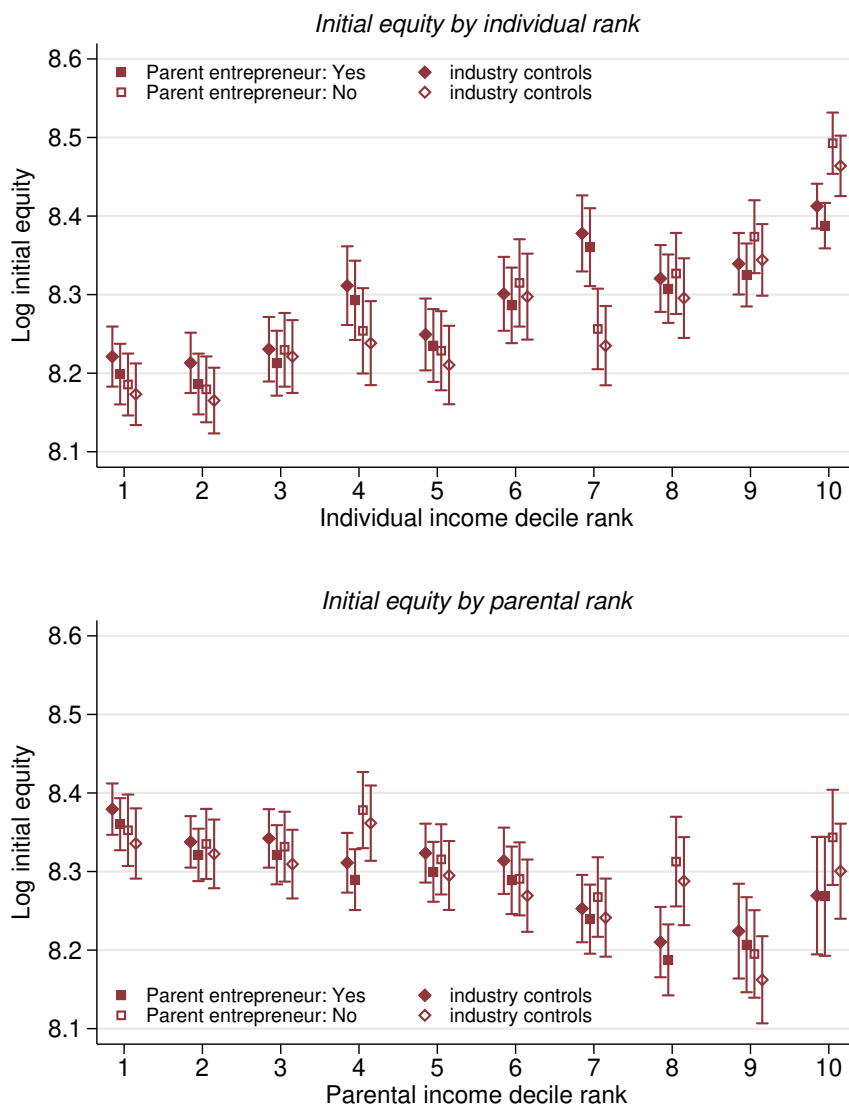 Initial equity by individual rank
8.6
Parent entrepreneur: Yes industry controls
Parent entrepreneur: No industry controls
8.5
8.4
8.3
8.2
8.1
Log initial equity
1 2 3 4 5 6 7 8 9 10
Individual income decile rank
Initial equity by parental rank
8.6
8.5
8.4
8.3
8.2
8.1
Log initial equity
Parent entrepreneur: Yes industry controls
Parent entrepreneur: No industry controls
1 2 3 4 5 6 7 8 9 10
Parental income decile rank